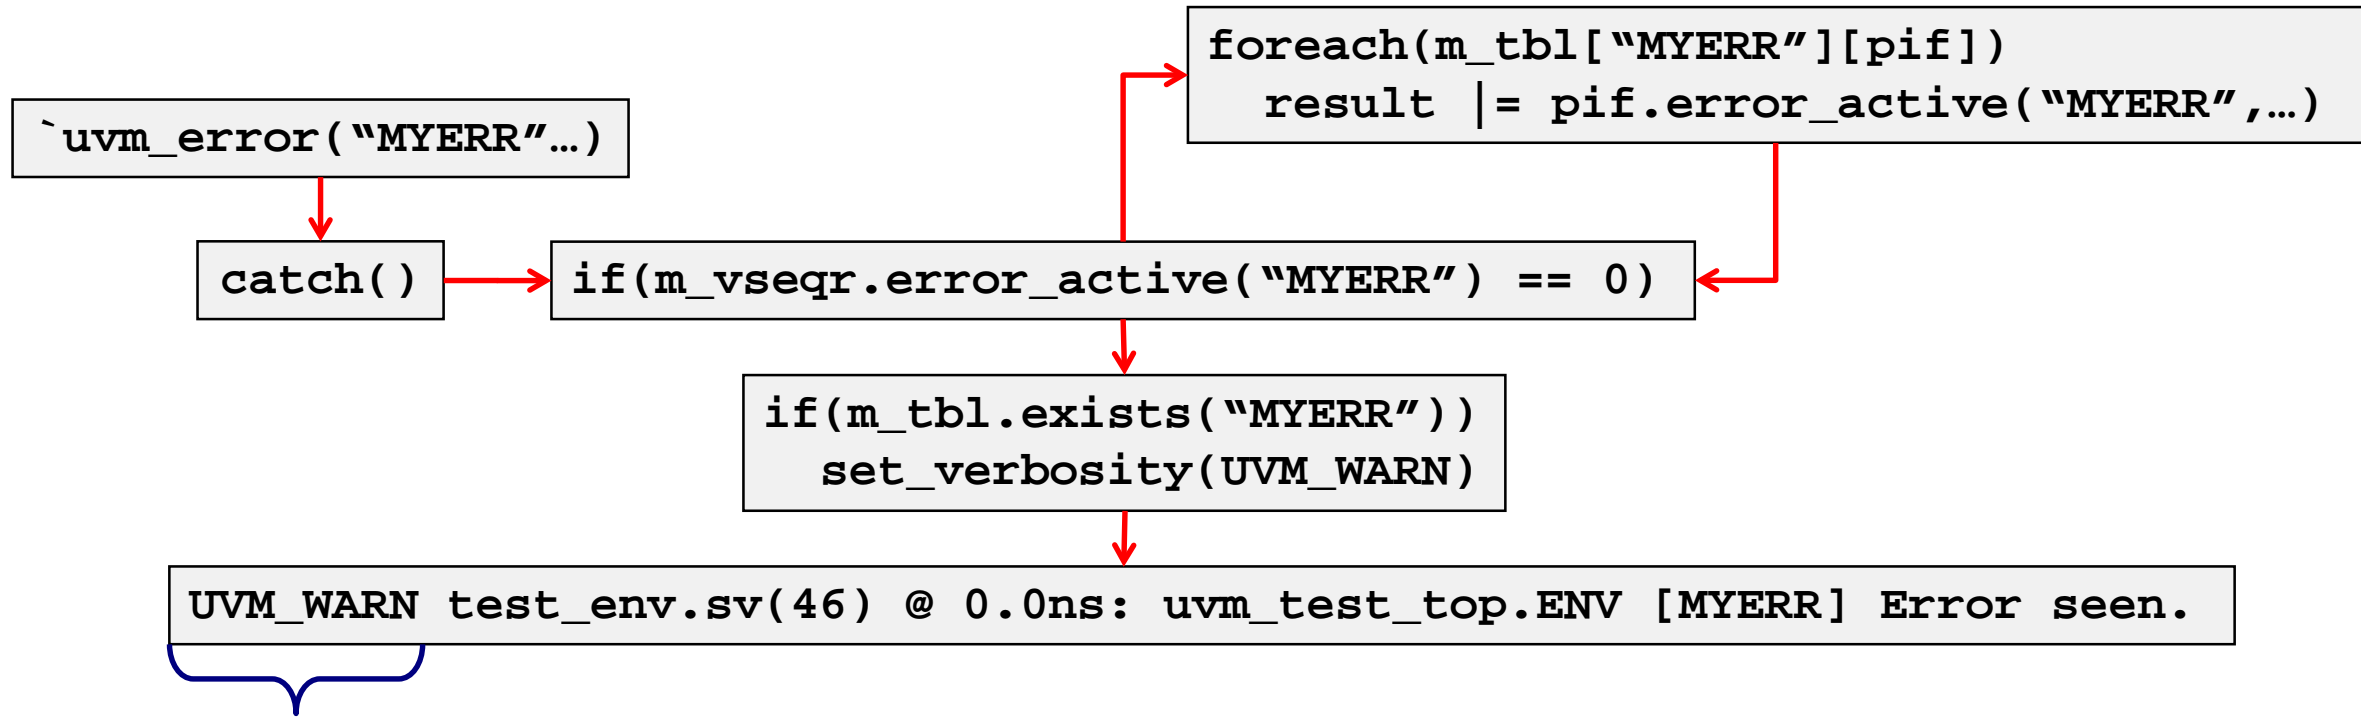 foreach(m_tbl[“MYERR”][pif])
result |= pif.error_active(“MYERR”,…)
`uvm_error(“MYERR”…)
catch()
if(m_vseqr.error_active(“MYERR”) == 0)
if(m_tbl.exists(“MYERR”))
set_verbosity(UVM_WARN)
UVM_WARN test_env.sv(46) @ 0.0ns: uvm_test_top.ENV [MYERR] Error seen.